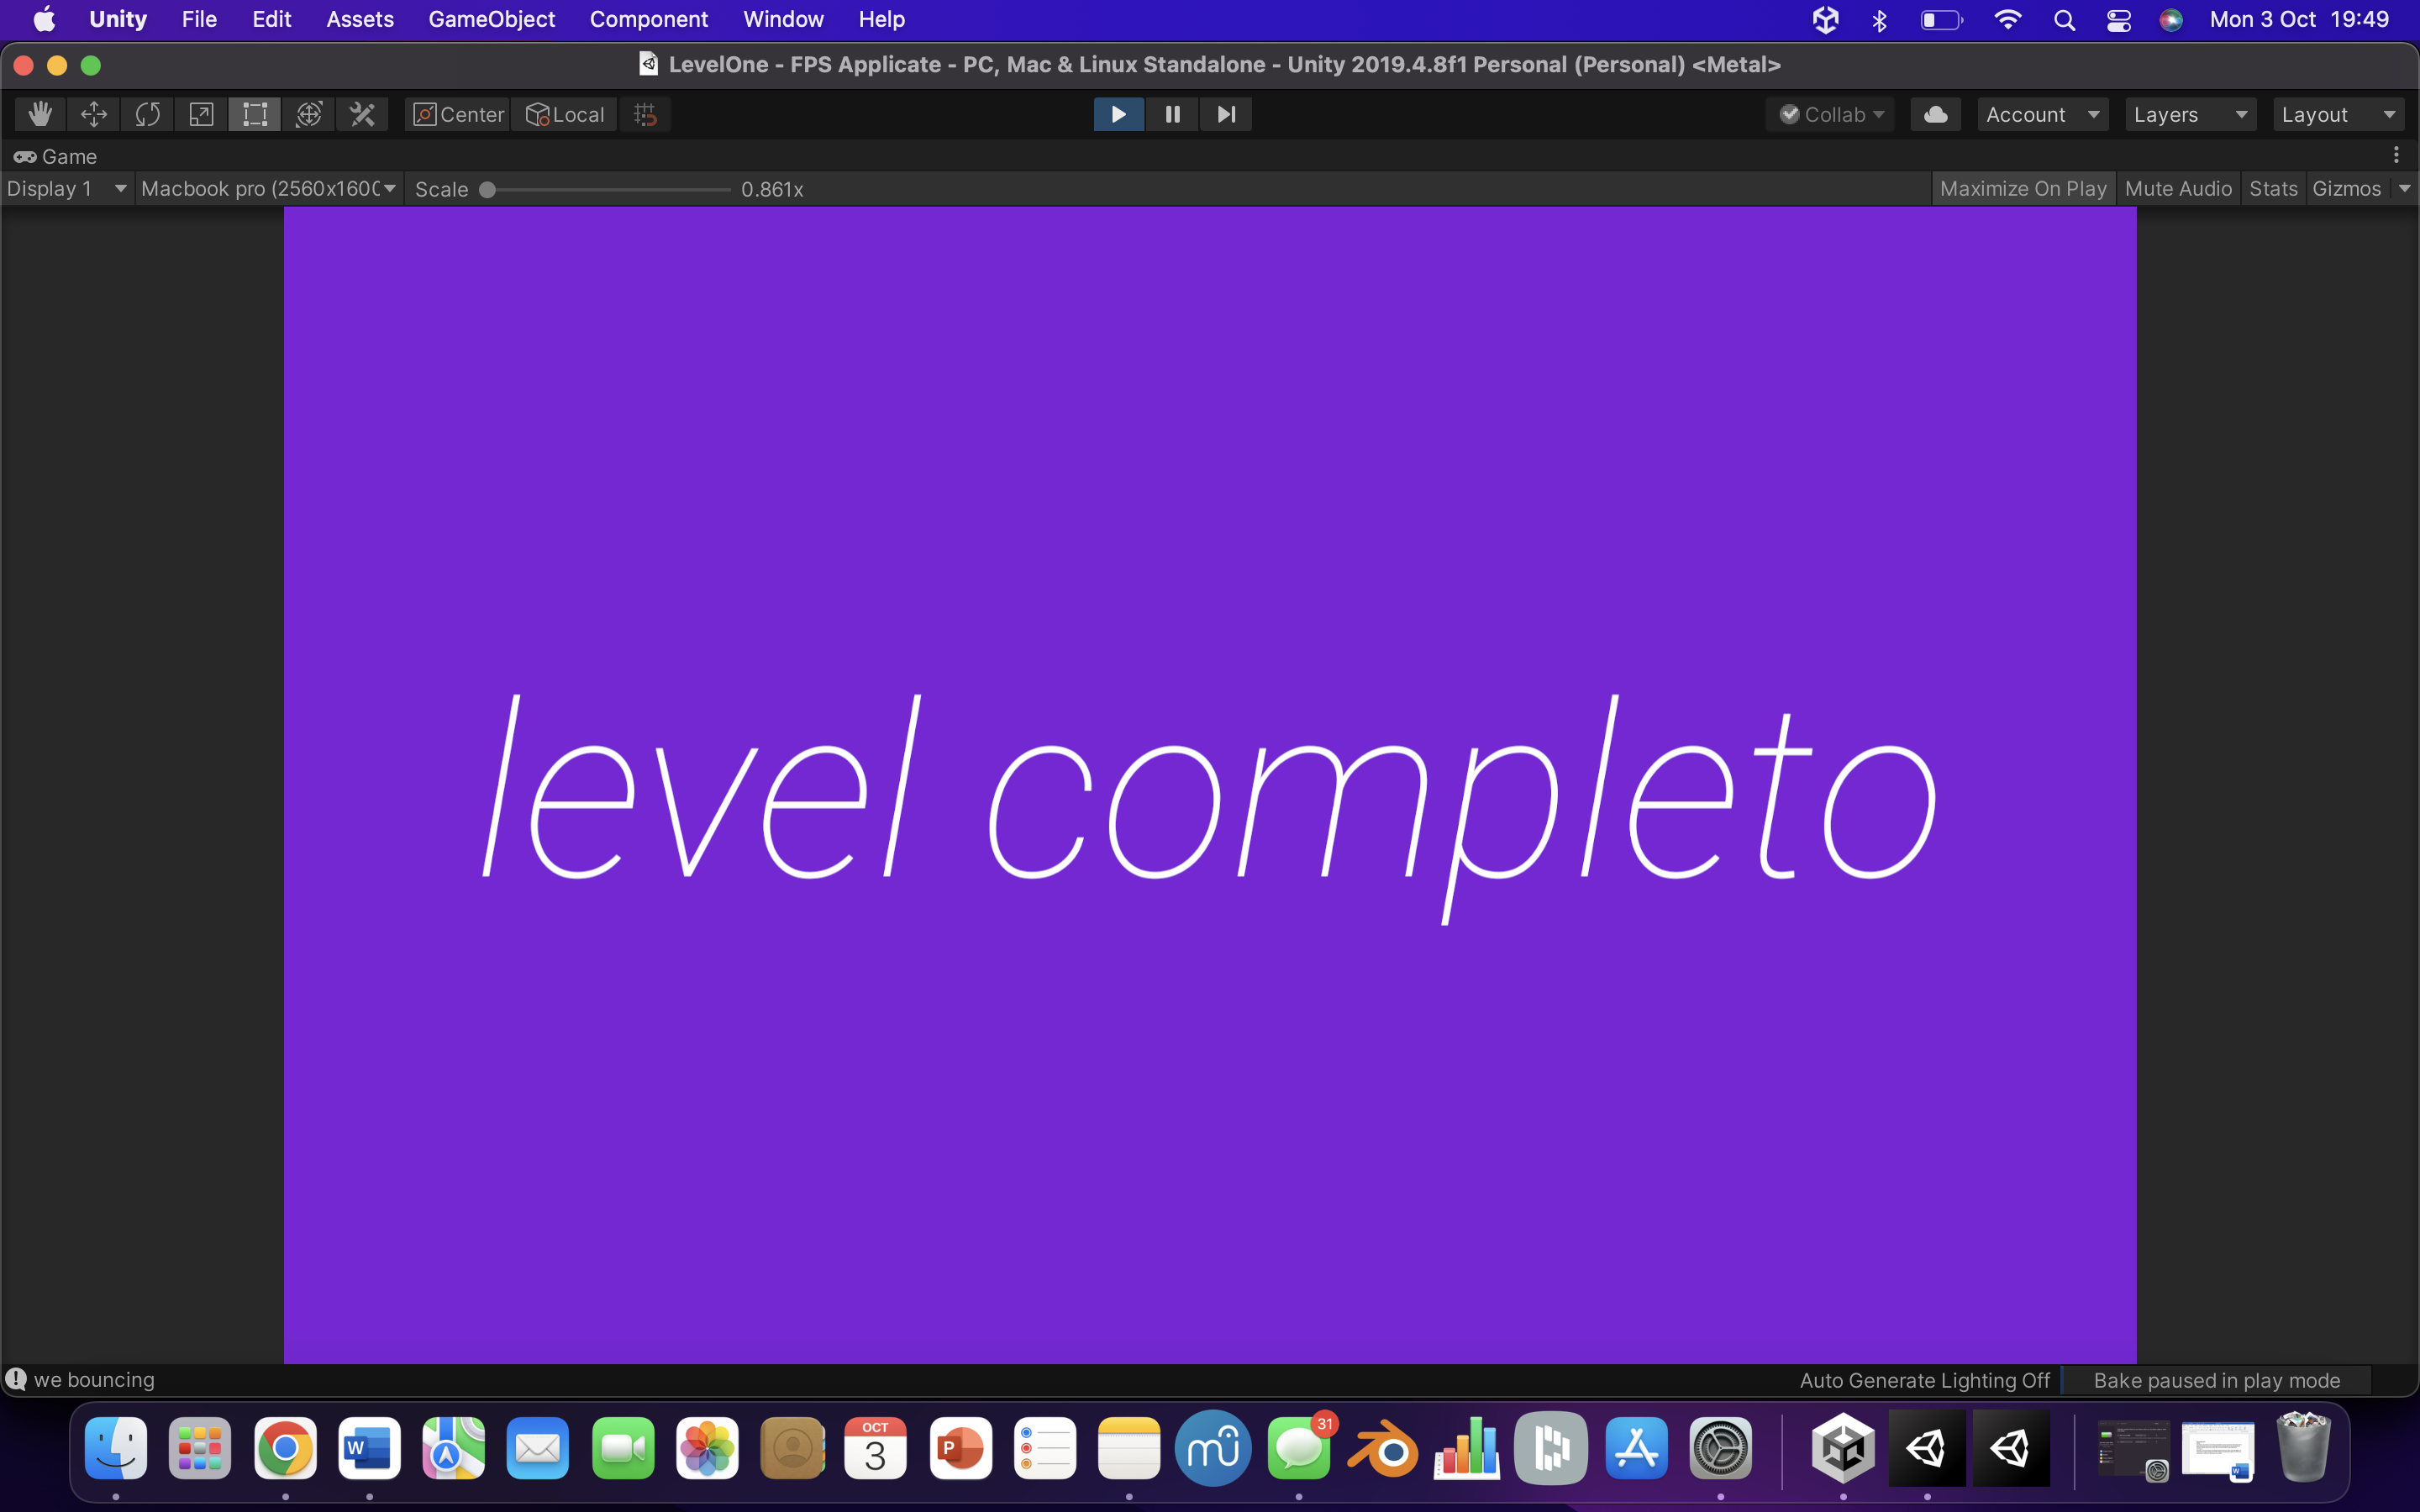 Unity File Edit Assets GameObject Component Window Help Mon 3 Oct 19:49
LevelOne - FPS Applicate - PC, Mac & Linux Standalone - Unity 2019.4.8f1 Personal (Personal) <Metal>
Center Local Collab Account Layers Layout
Game
Display 1 Macbook pro (2560x160 Scale 0.861x Maximize On Play Mute Audio Stats Gizmos
level completo
we bouncing Auto Generate Lighting Off Bake paused in play mode
31
OCT
W 3 P mu